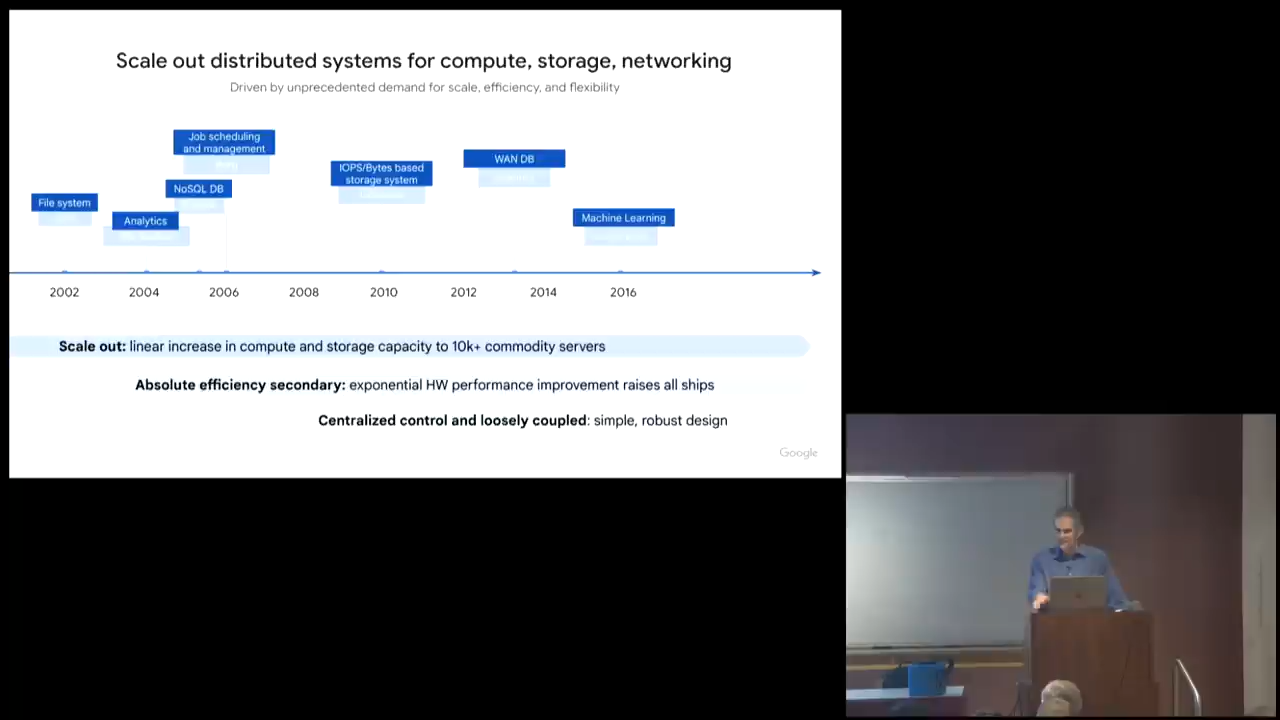 Scale out distributed systems for compute, storage, networking
Driven by unprecedented demand for scale, efficiency, and flexibility
Job scheduling
and management
IOPS/Bytes based
storage system
WAN DB
NoSQL DB
File system
Analytics
Machine Learning
2002 2004 2006 2008 2010 2012 2014 2016
Scale out: linear increase in compute and storage capacity to 10k+ commodity servers
Absolute efficiency secondary: exponential HW performance improvement raises all ships
Centralized control and loosely coupled: simple, robust design
Google